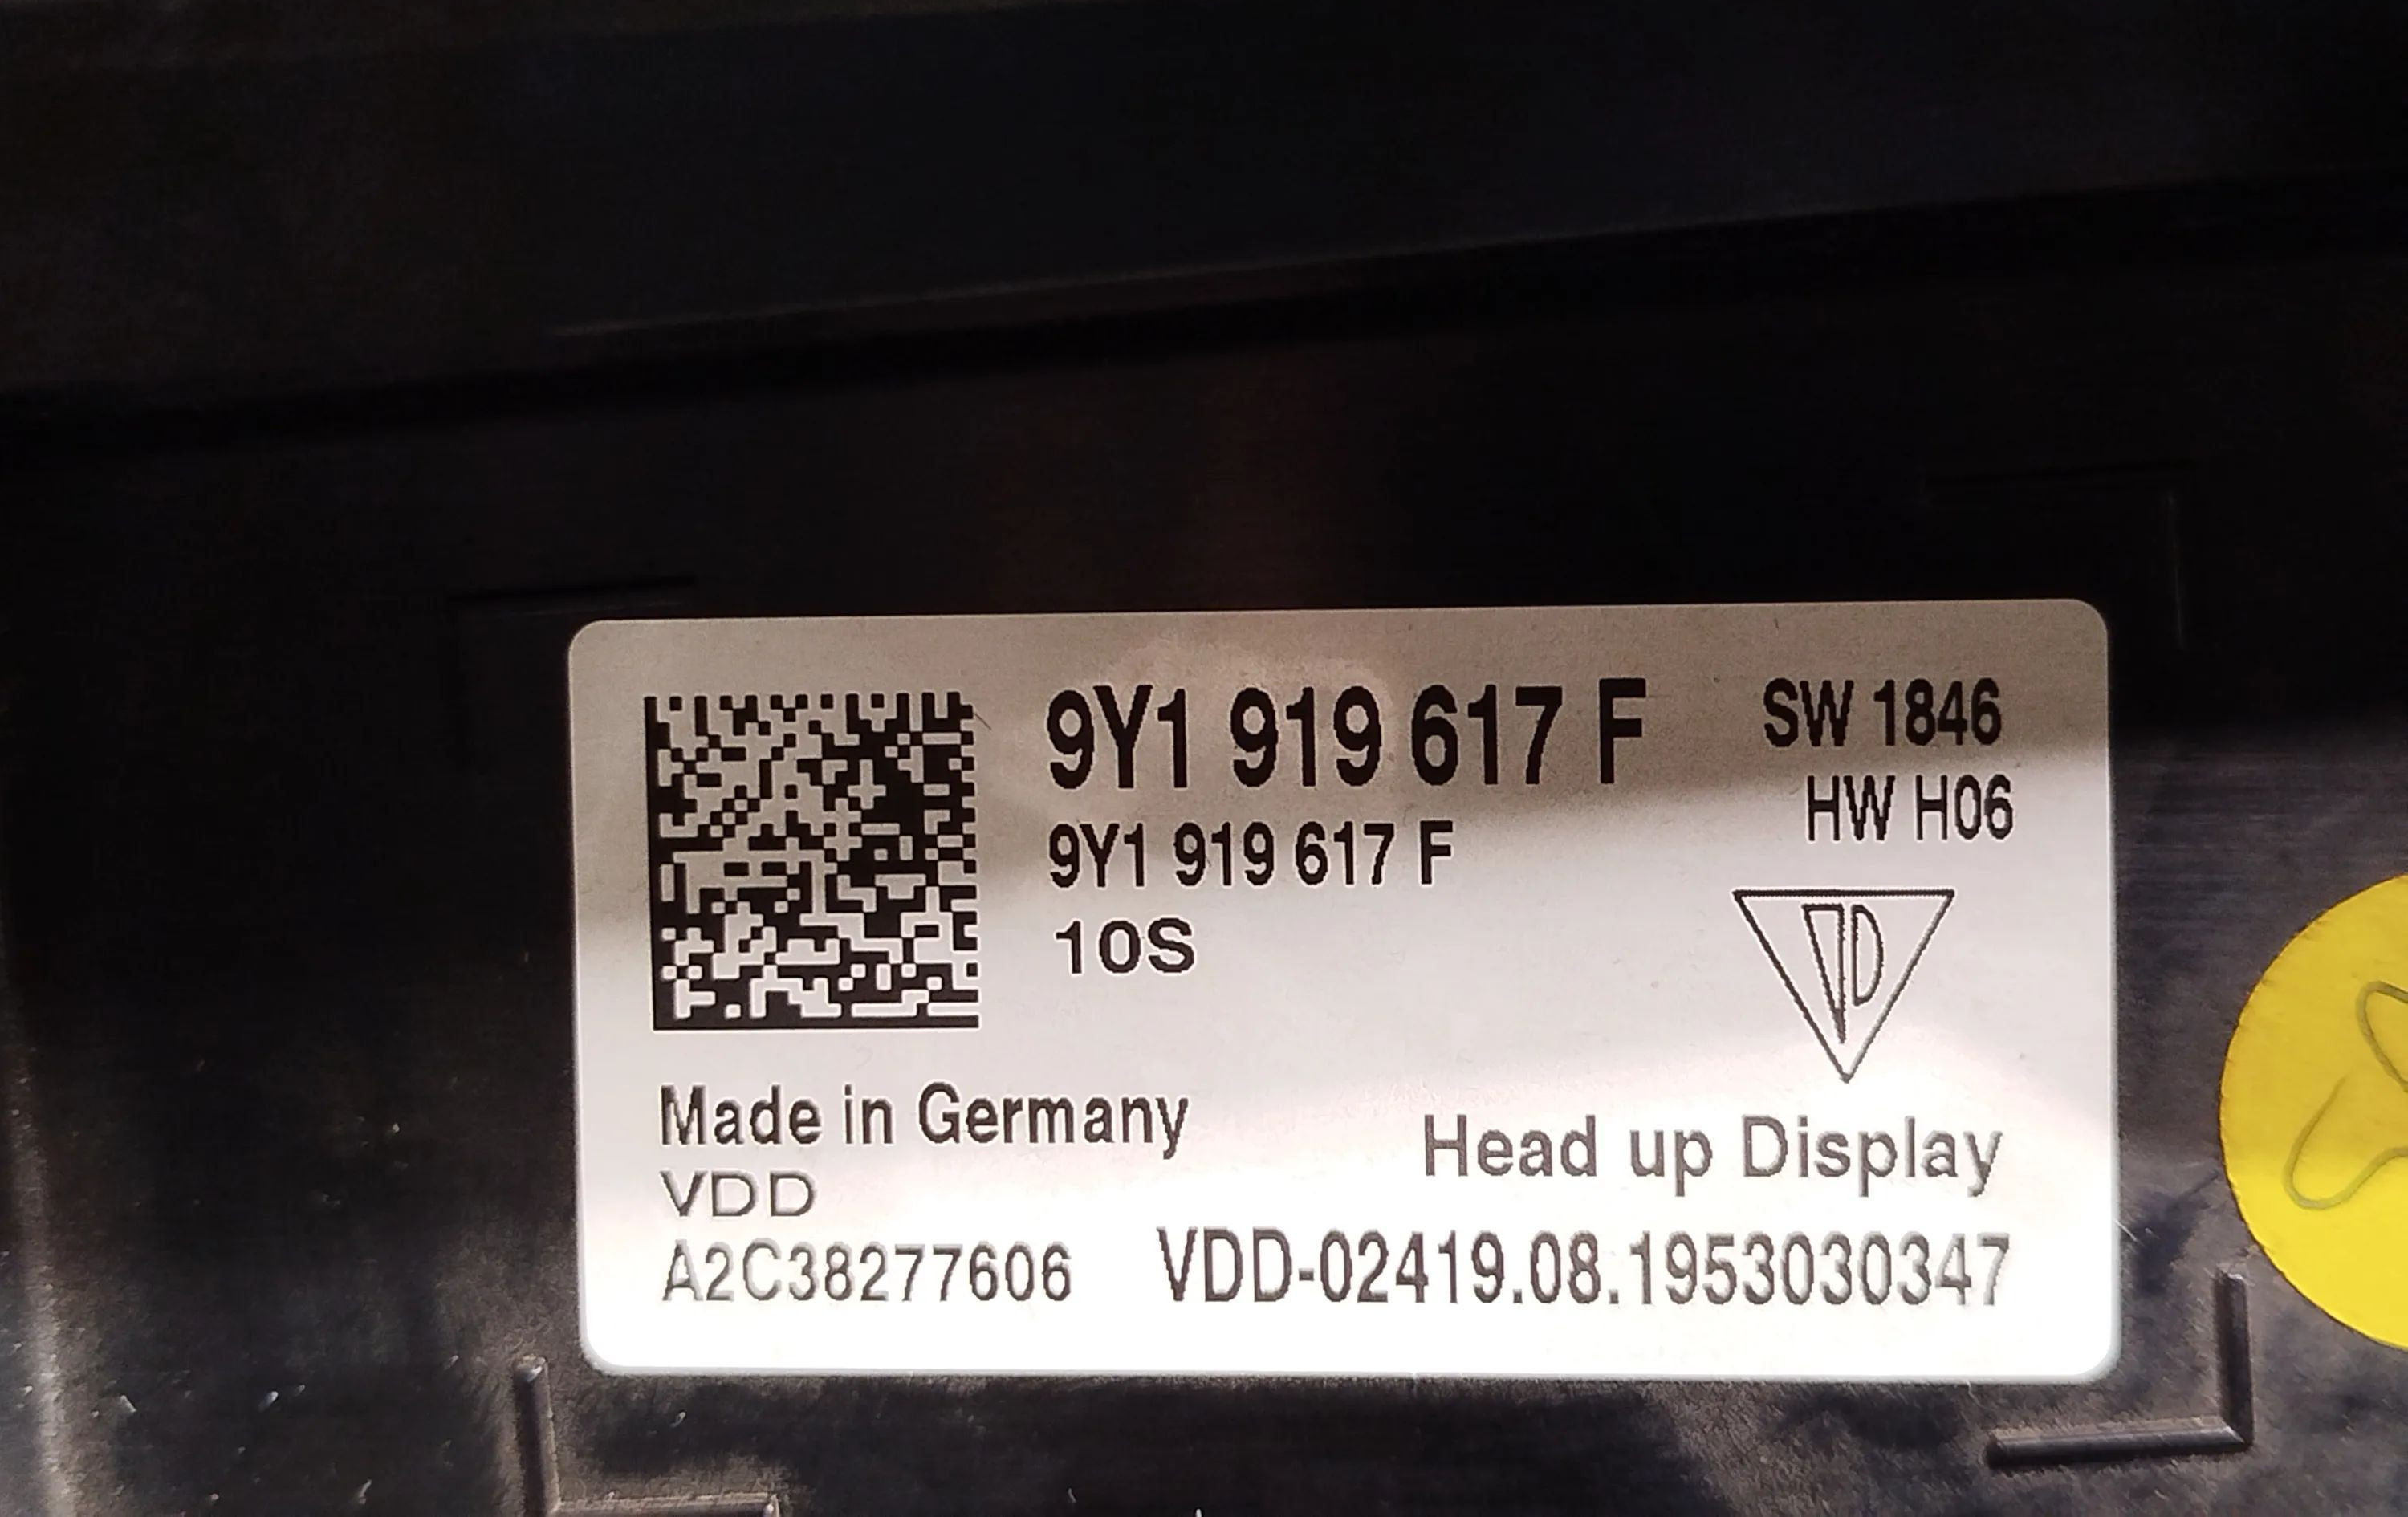 9Y1 919 617 F
SW 1846
HW H06
9Y1 919 617 F
10S
Made in Germany
VDD
Head up Display
A2C38277606
VDD-02419.08.1953030347